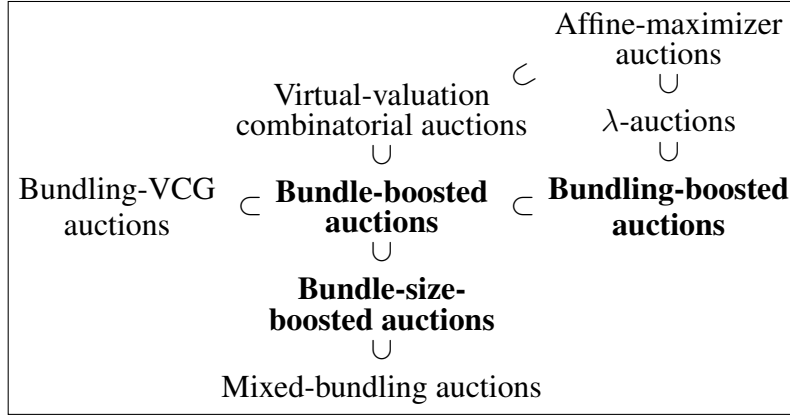 Affine-maximizer
auctions
⊂
∪
Virtual-valuation
combinatorial auctions
λ-auctions
∪
∪
Bundling-VCG
auctions
⊂
Bundle-boosted
auctions
⊂
Bundling-boosted
auctions
∪
Bundle-size-
boosted auctions
∪
Mixed-bundling auctions